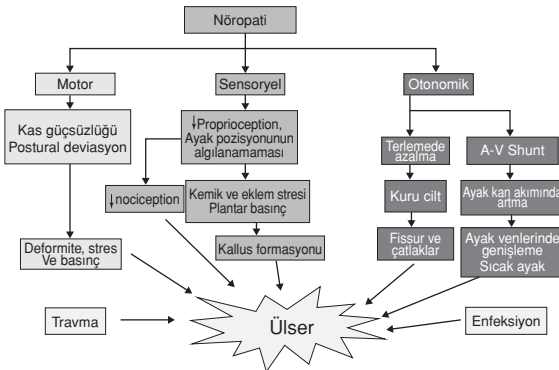 Nöropati
Motor
Sensoryel
Otonomik
Kas güçsüzlüğü
Postural deviasyon
↓Proprioception,
Ayak pozisyonunun
algılanamaması
Terlemede
azalma
A-V Shunt
↓nociception
Kemik ve eklem stresi
Plantar basınç
Kuru cilt
Ayak kan akımında
artma
Deformite, stres
Ve basınç
Kallus formasyonu
Fissur ve
çatlaklar
Ayak venlerinde
genişleme
Sıcak ayak
Travma
Ülser
Enfeksiyon